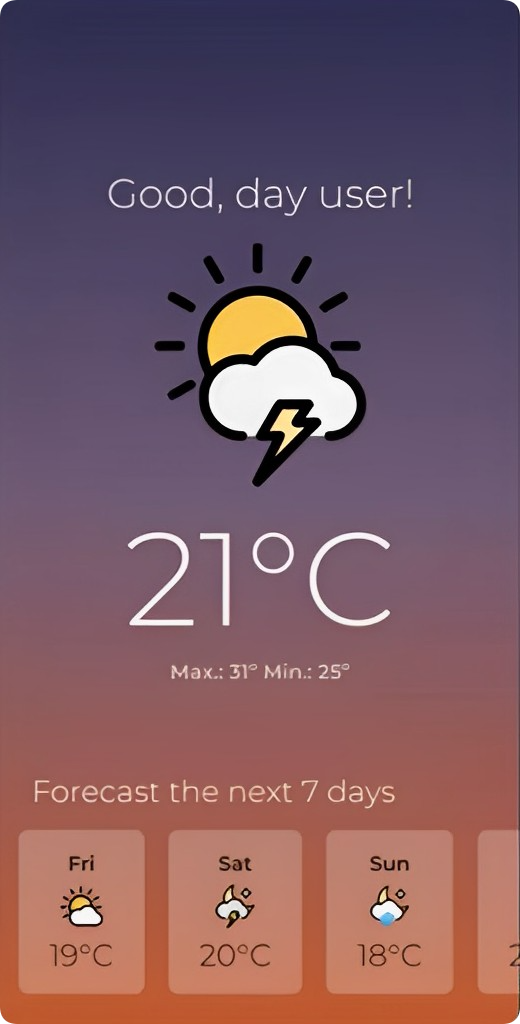 Good, day user!
21°C
Max.: 31° Min.: 25°
Forecast the next 7 days
Fri
19°C
Sat
20°C
Sun
18°C